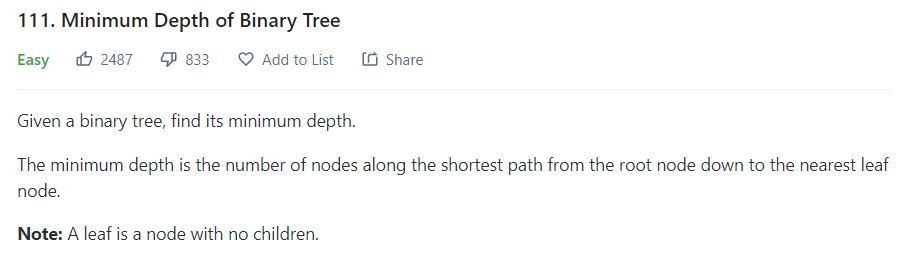 111. Minimum Depth of Binary Tree
Easy 2487 833 Add to List Share
Given a binary tree, find its minimum depth.
The minimum depth is the number of nodes along the shortest path from the root node down to the nearest leaf
node.
Note: A leaf is a node with no children.